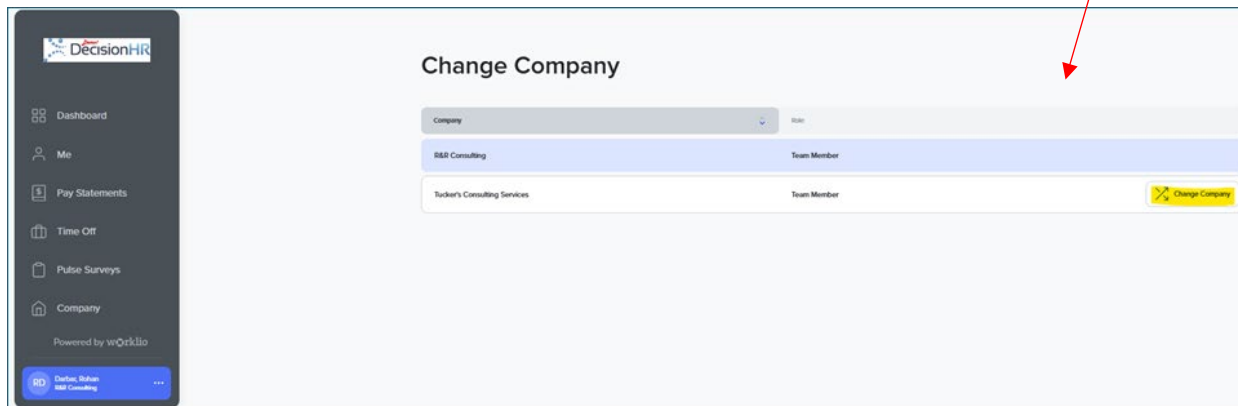 DecisionHR
Change Company
Dashboard
Company
Role
Me
R&R Consulting
Team Member
Pay Statements
Tucker's Consulting Services
Team Member
Change Company
Time Off
Pulse Surveys
Company
Powered by worklio
RD
Darbar, Rohan
R&R Consulting